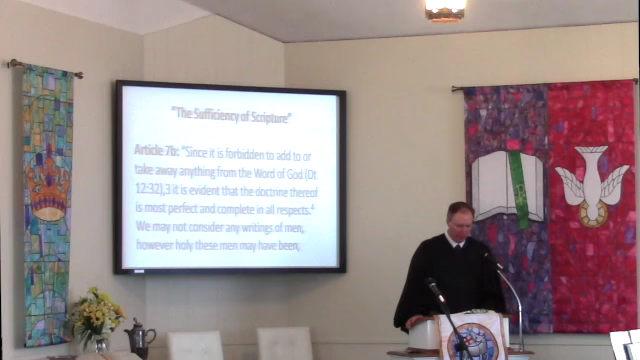 "The Sufficiency of Scripture"
Article 7b: "Since it is forbidden to add to or
take away anything from the Word of God (Dt
12:32),3 it is evident that the doctrine thereof
is most perfect and complete in all respects.⁴
We may not consider any writings of men,
however holy these men may have been,